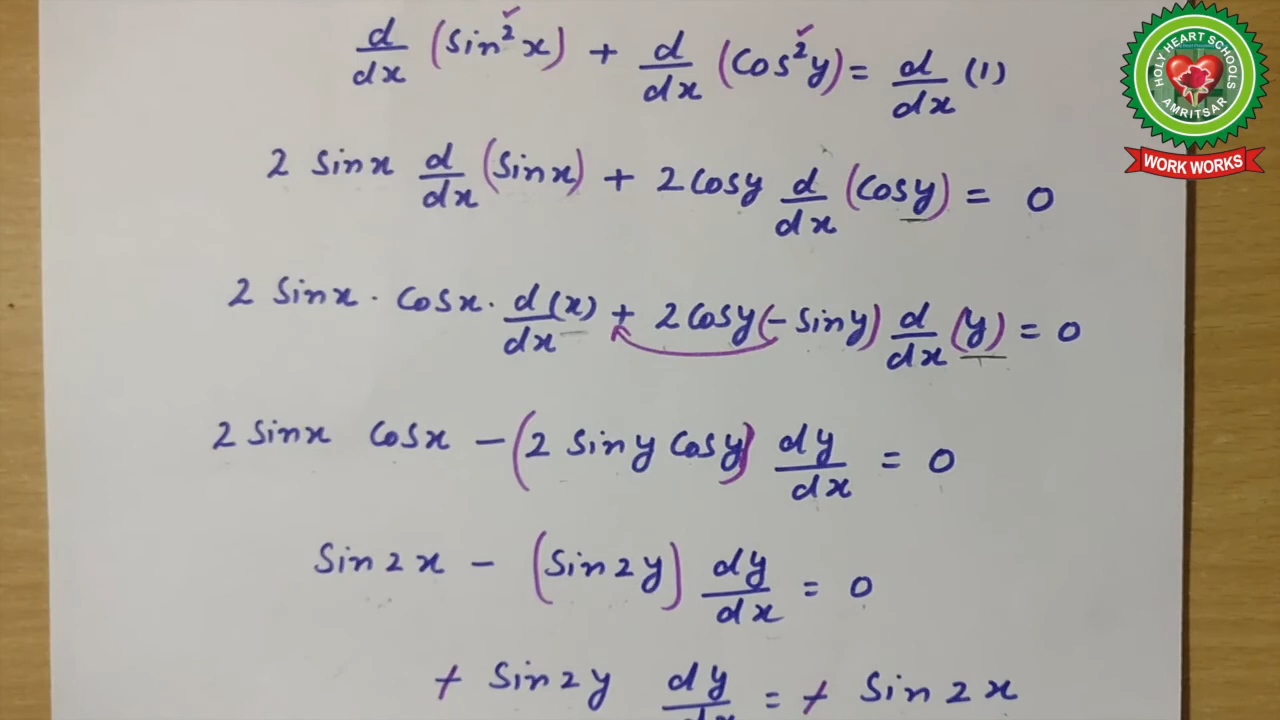 d/dx (Sin²x) + d/dx (Cos²y) = d/dx (1)
2 Sinx d/dx (Sinx) + 2Cosy d/dx (Cosy) = 0
2 Sinx · Cosx · d(x)/dx + 2Cosy(- Siny) d/dx (y) = 0
2 Sinx Cosx - (2 Siny Cosy) dy/dx = 0
Sin2x - (Sin2y) dy/dx = 0
+ Sin2y dy/dx = + Sin2x
HOLY HEART SCHOOLS
AMRITSAR
WORK WORKS